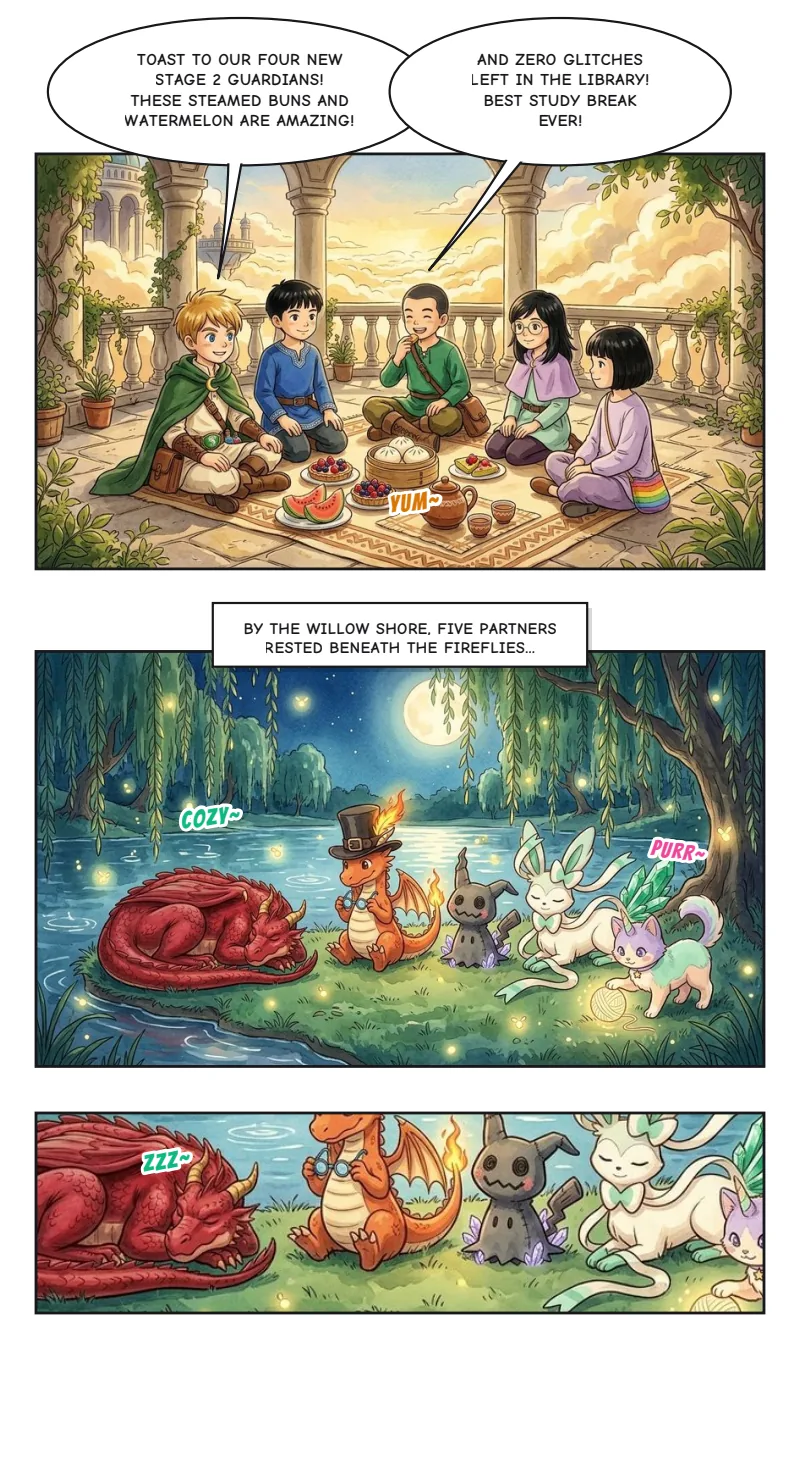 TOAST TO OUR FOUR NEW
STAGE 2 GUARDIANS!
THESE STEAMED BUNS AND
WATERMELON ARE AMAZING!
AND ZERO GLITCHES
LEFT IN THE LIBRARY!
BEST STUDY BREAK
EVER!
YUM~
BY THE WILLOW SHORE, FIVE PARTNERS
RESTED BENEATH THE FIREFLIES...
COZY~
PURR~
ZZZ~